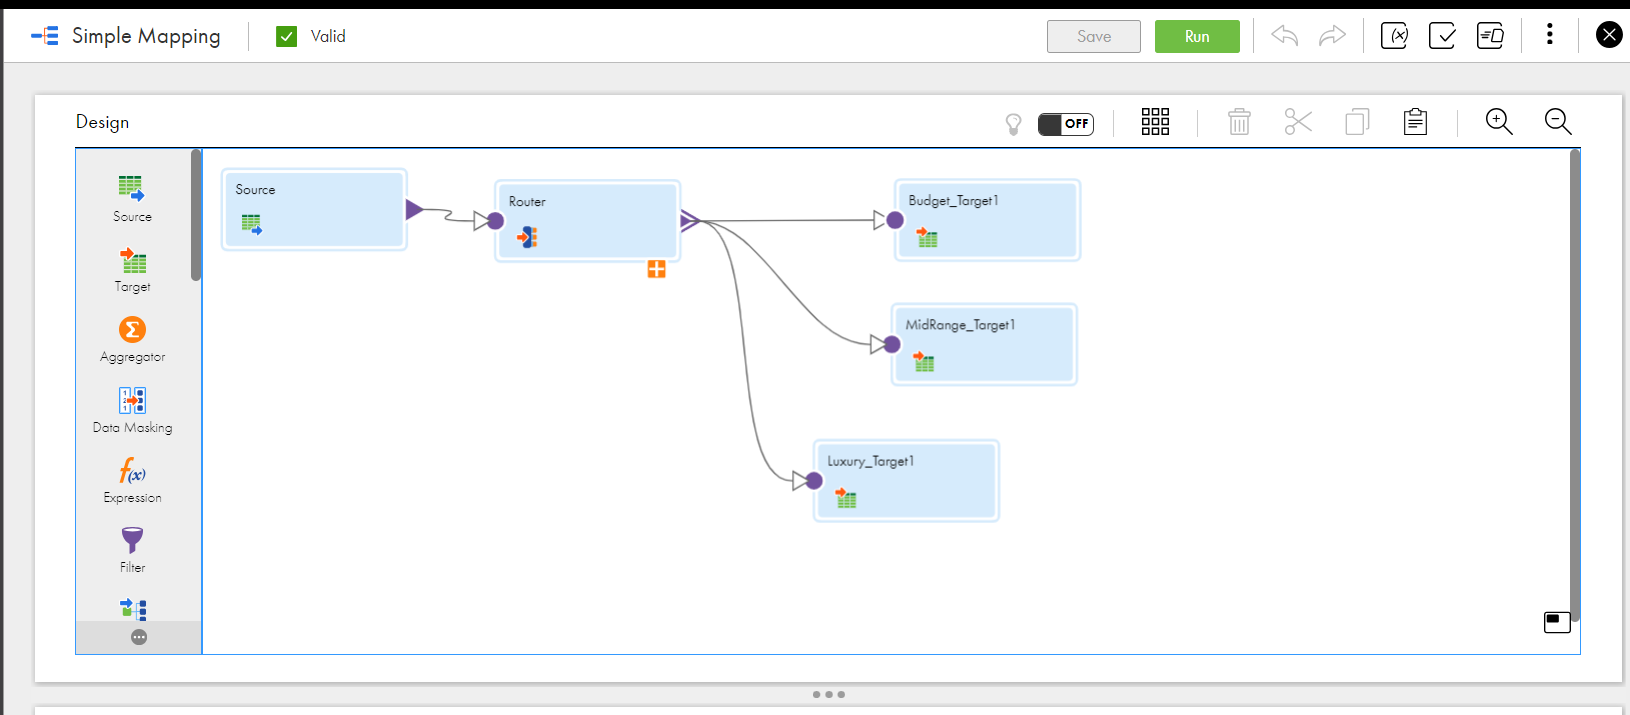 Simple Mapping
Valid
Save
Run
Design
OFF
Source
Target
Aggregator
Data Masking
Expression
Filter
Source
Router
Budget_Target1
MidRange_Target1
Luxury_Target1